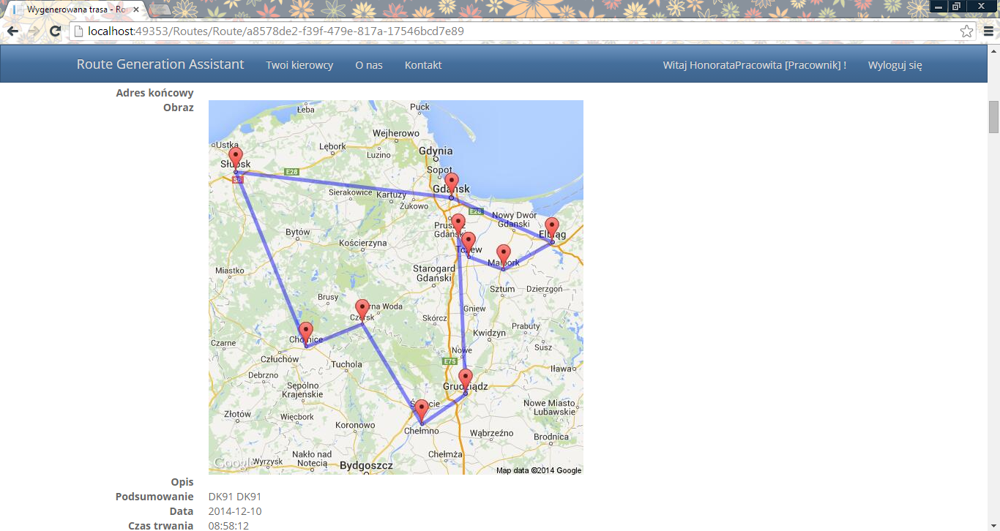 Wygenerowana trasa - Ro
localhost:49353/Routes/Route/a8578de2-f39f-479e-817a-17546bcd7e89
Route Generation Assistant Twoi kierowcy O nas Kontakt Witaj HonorataPracowita [Pracownik] ! Wyloguj się
Adres końcowy
Obraz
Łeba
Puck
Wejherowo
Ustka
Lębork
Luzino
Gdynia
Słupsk
Sopot
E28
S6
Gdańsk
Sierakowice
Kartuzy
Żukowo
E28
Nowy Dwór
Gdański
Pruszcz
Gdański
Elbląg
Bytów
Kościerzyna
Tczew
Malbork
Miastko
Starogard
Gdański
Sztum
Dzierzgoń
Brusy
Czarna Woda
Czersk
Skórcz
Gniew
Prabuty
Kwidzyn
Chojnice
Czarne
Susz
Człuchów
Tuchola
Nowe
E75
Iława
Debrzno
Sępólno
Krajeńskie
Grudziądz
Świecie
Nowe Miasto
Lubawskie
Złotów
Więcbork
Koronowo
Chełmno
Wąbrzeźno
Brodnica
Chełmża
Nakło nad
Notecią
Google
Wyrzysk
Bydgoszcz
Map data ©2014 Google
Opis
Podsumowanie DK91 DK91
Data 2014-12-10
Czas trwania 08:58:12